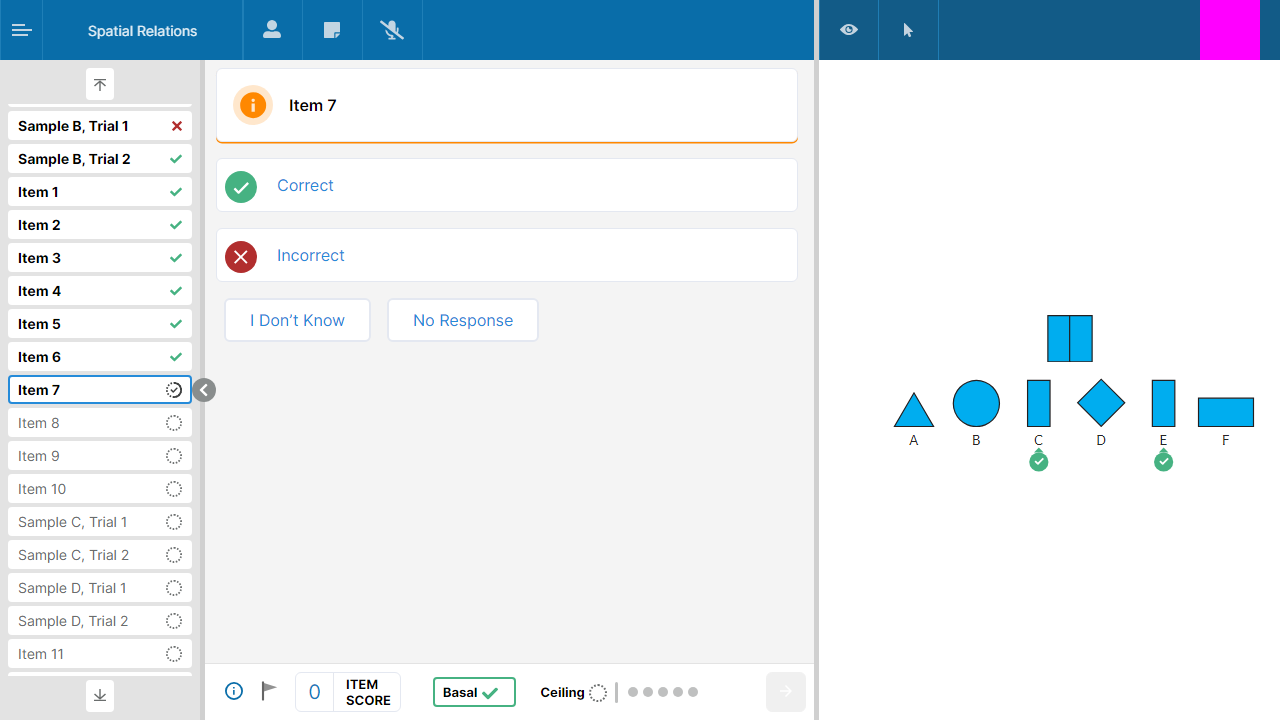 Spatial Relations
Sample B, Trial 1
Sample B, Trial 2
Item 1
Item 2
Item 3
Item 4
Item 5
Item 6
Item 7
Item 8
Item 9
Item 10
Sample C, Trial 1
Sample C, Trial 2
Sample D, Trial 1
Sample D, Trial 2
Item 11
Item 7
Correct
Incorrect
I Don’t Know No Response
0 ITEM SCORE
Basal
Ceiling
A B C D E F